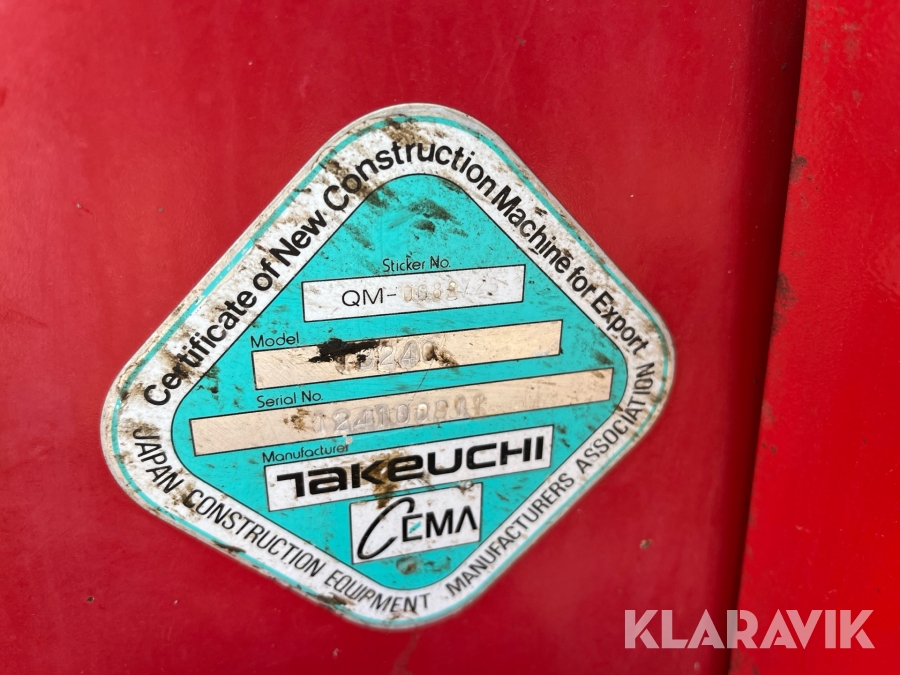 Certificate of New Construction Machine for Export
Sticker No.
QM-
Model
Serial No.
Manufacturer
TAKEUCHI
CEMA
JAPAN CONSTRUCTION EQUIPMENT MANUFACTURERS ASSOCIATION
KLARAVIK